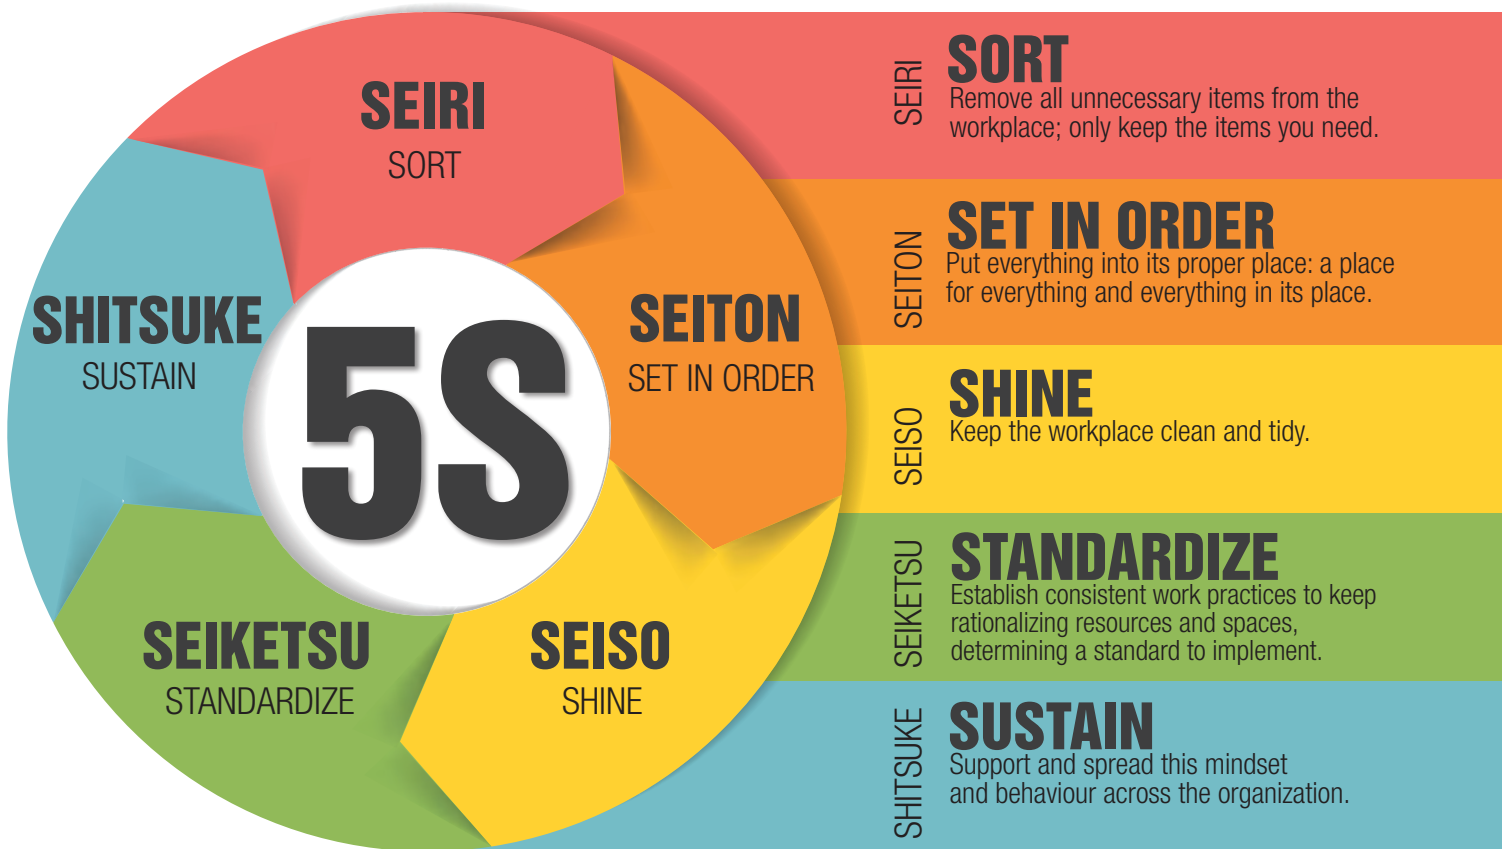 SEIRI
SORT
SEITON
SET IN ORDER
SEISO
SHINE
SEIKETSU
STANDARDIZE
SHITSUKE
SUSTAIN
5S
SEIRI
SORT
Remove all unnecessary items from the
workplace; only keep the items you need.
SEITON
SET IN ORDER
Put everything into its proper place: a place
for everything and everything in its place.
SEISO
SHINE
Keep the workplace clean and tidy.
SEIKETSU
STANDARDIZE
Establish consistent work practices to keep
rationalizing resources and spaces,
determining a standard to implement.
SHITSUKE
SUSTAIN
Support and spread this mindset
and behaviour across the organization.